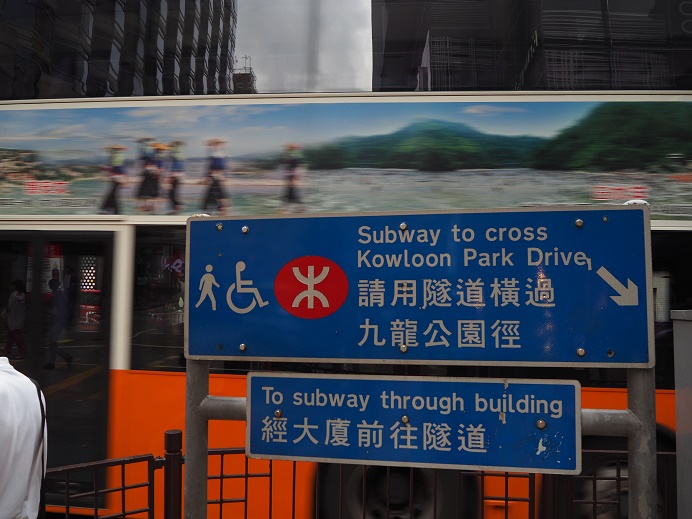 Subway to cross
Kowloon Park Drive
請用隧道橫過
九龍公園徑
To subway through building
經大廈前往隧道